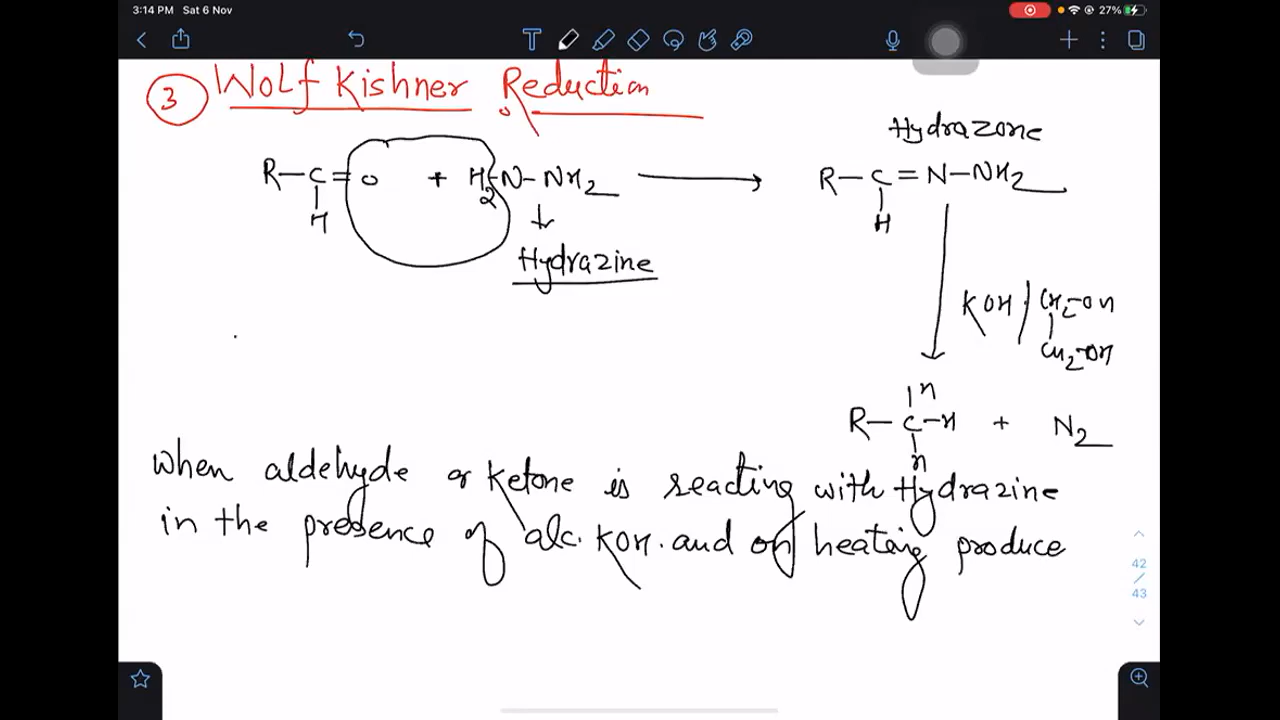 3:14 PM Sat 6 Nov
27%
3 Wolf Kishner Reduction
Hydrazone
R-C=O + H2N-NH2 → R-C=N-NH2
H H
↓
Hydrazine
KOH / CH2-OH
CH2-OH
H
R-C-H + N2
H
When aldehyde or Ketone is reacting with Hydrazine
in the presence of alc. KOH. and on heating produce
42
/
43